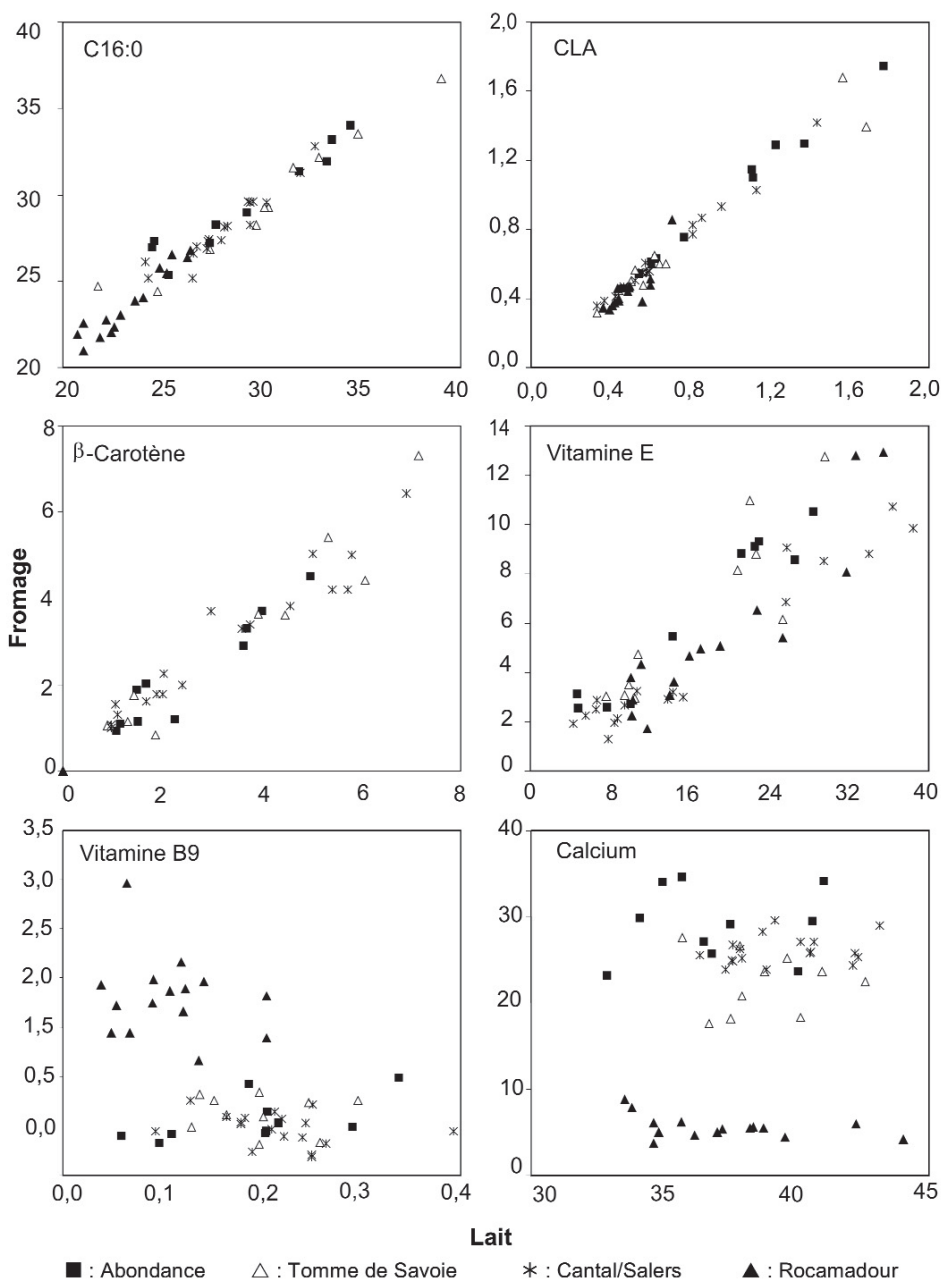 C16:0
40
35
30
25
20
20 25 30 35 40
CLA
2,0
1,6
1,2
0,8
0,4
0,0
0,0 0,4 0,8 1,2 1,6 2,0
β-Carotène
8
6
4
2
0
0 2 4 6 8
Vitamine E
14
12
10
8
6
4
2
0
0 8 16 24 32 40
Fromage
Vitamine B9
3,5
3,0
2,0
1,5
0,5
0,0
0,0 0,1 0,2 0,3 0,4
Calcium
40
30
20
10
0
30 35 40 45
Lait
■ : Abondance △ : Tomme de Savoie ✳ : Cantal/Salers ▲ : Rocamadour